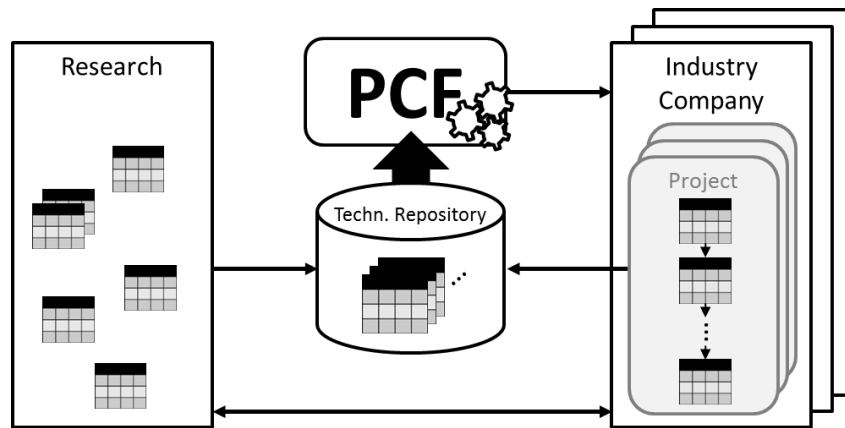 Research
PCF
Techn. Repository
Industry
Company
Project